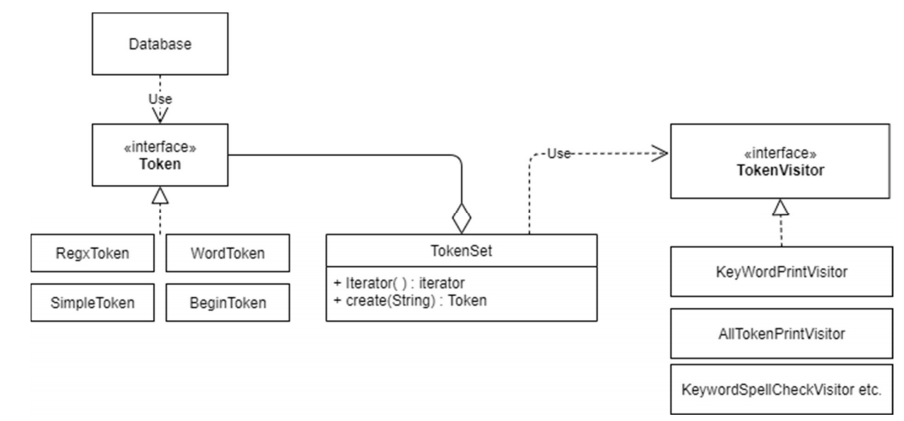 Database
Use
«interface»
Token
Use
«interface»
TokenVisitor
RegxToken
WordToken
SimpleToken
BeginToken
TokenSet
+ Iterator( ) : iterator
+ create(String) : Token
KeyWordPrintVisitor
AllTokenPrintVisitor
KeywordSpellCheckVisitor etc.